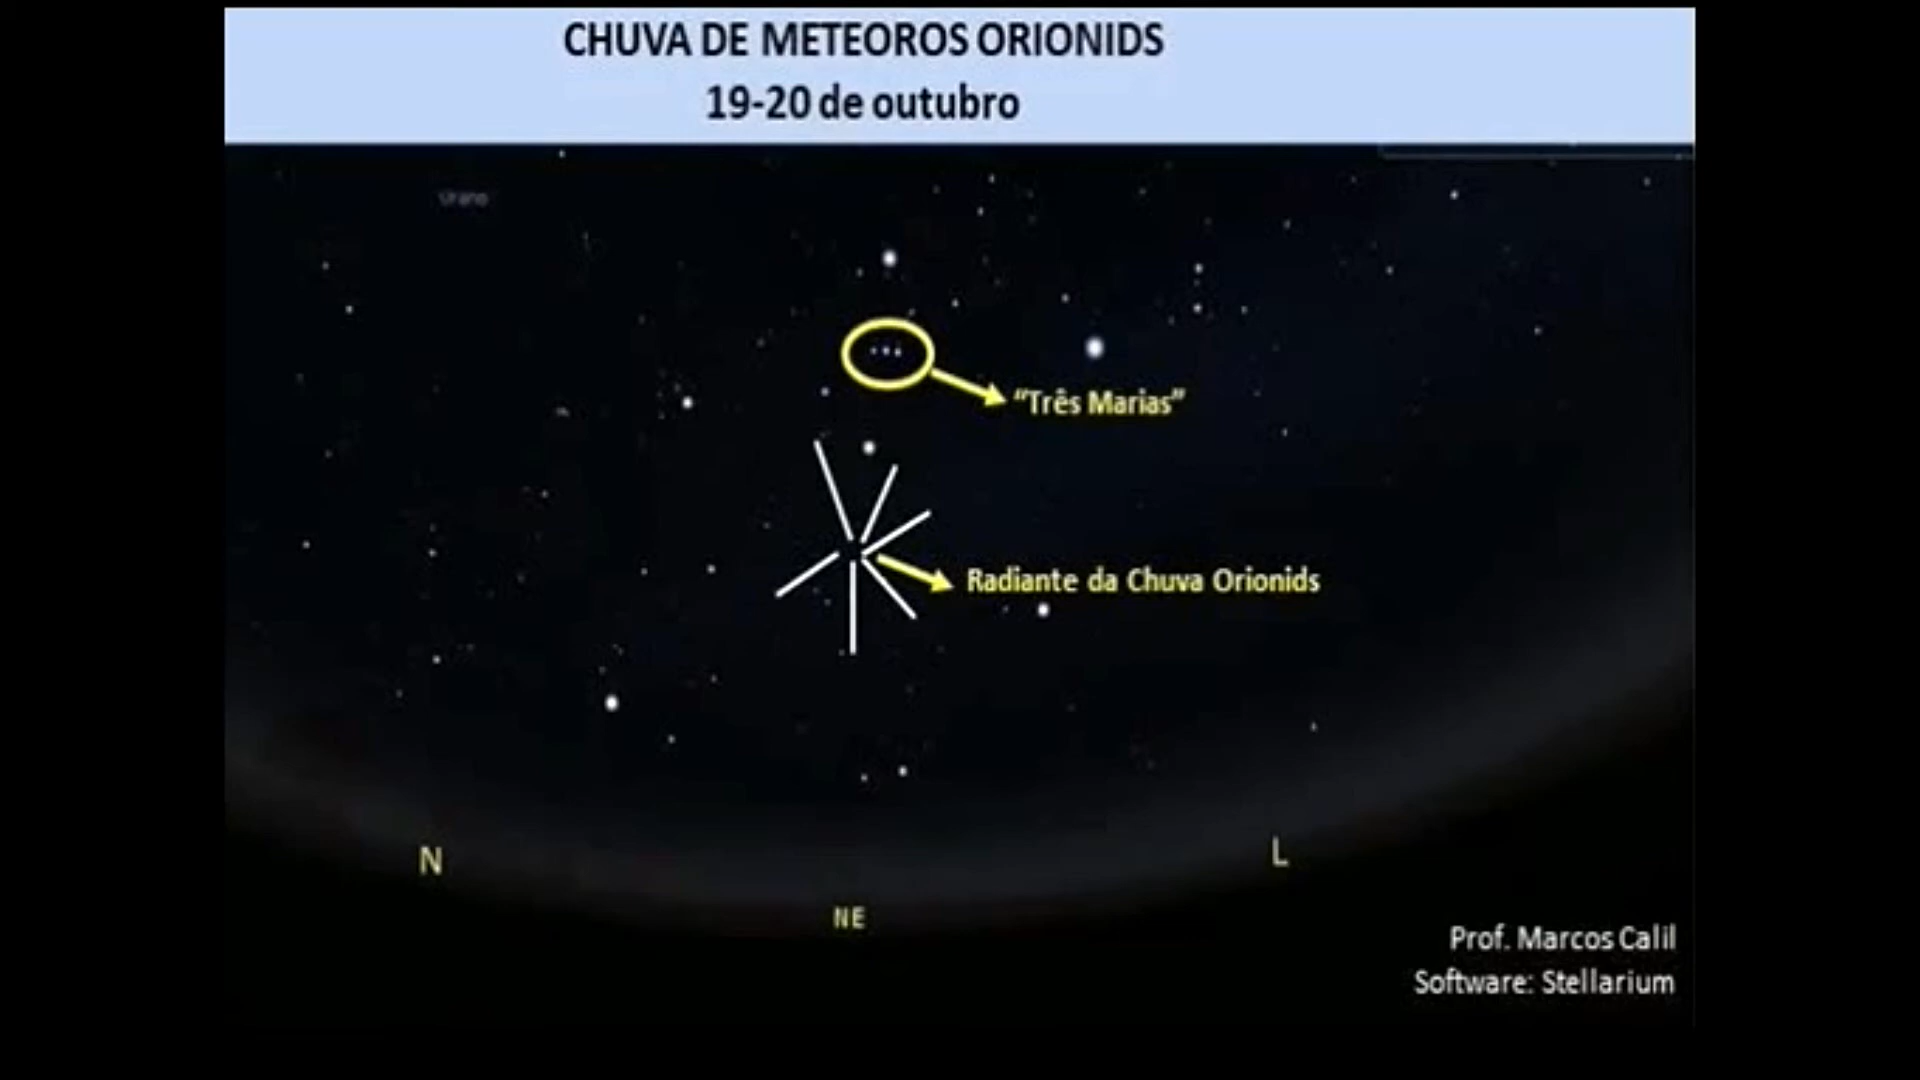 CHUVA DE METEOROS ORIONIDS
19-20 de outubro
Urano
“Três Marias”
Radiante da Chuva Orionids
N
L
NE
Prof. Marcos Calil
Software: Stellarium